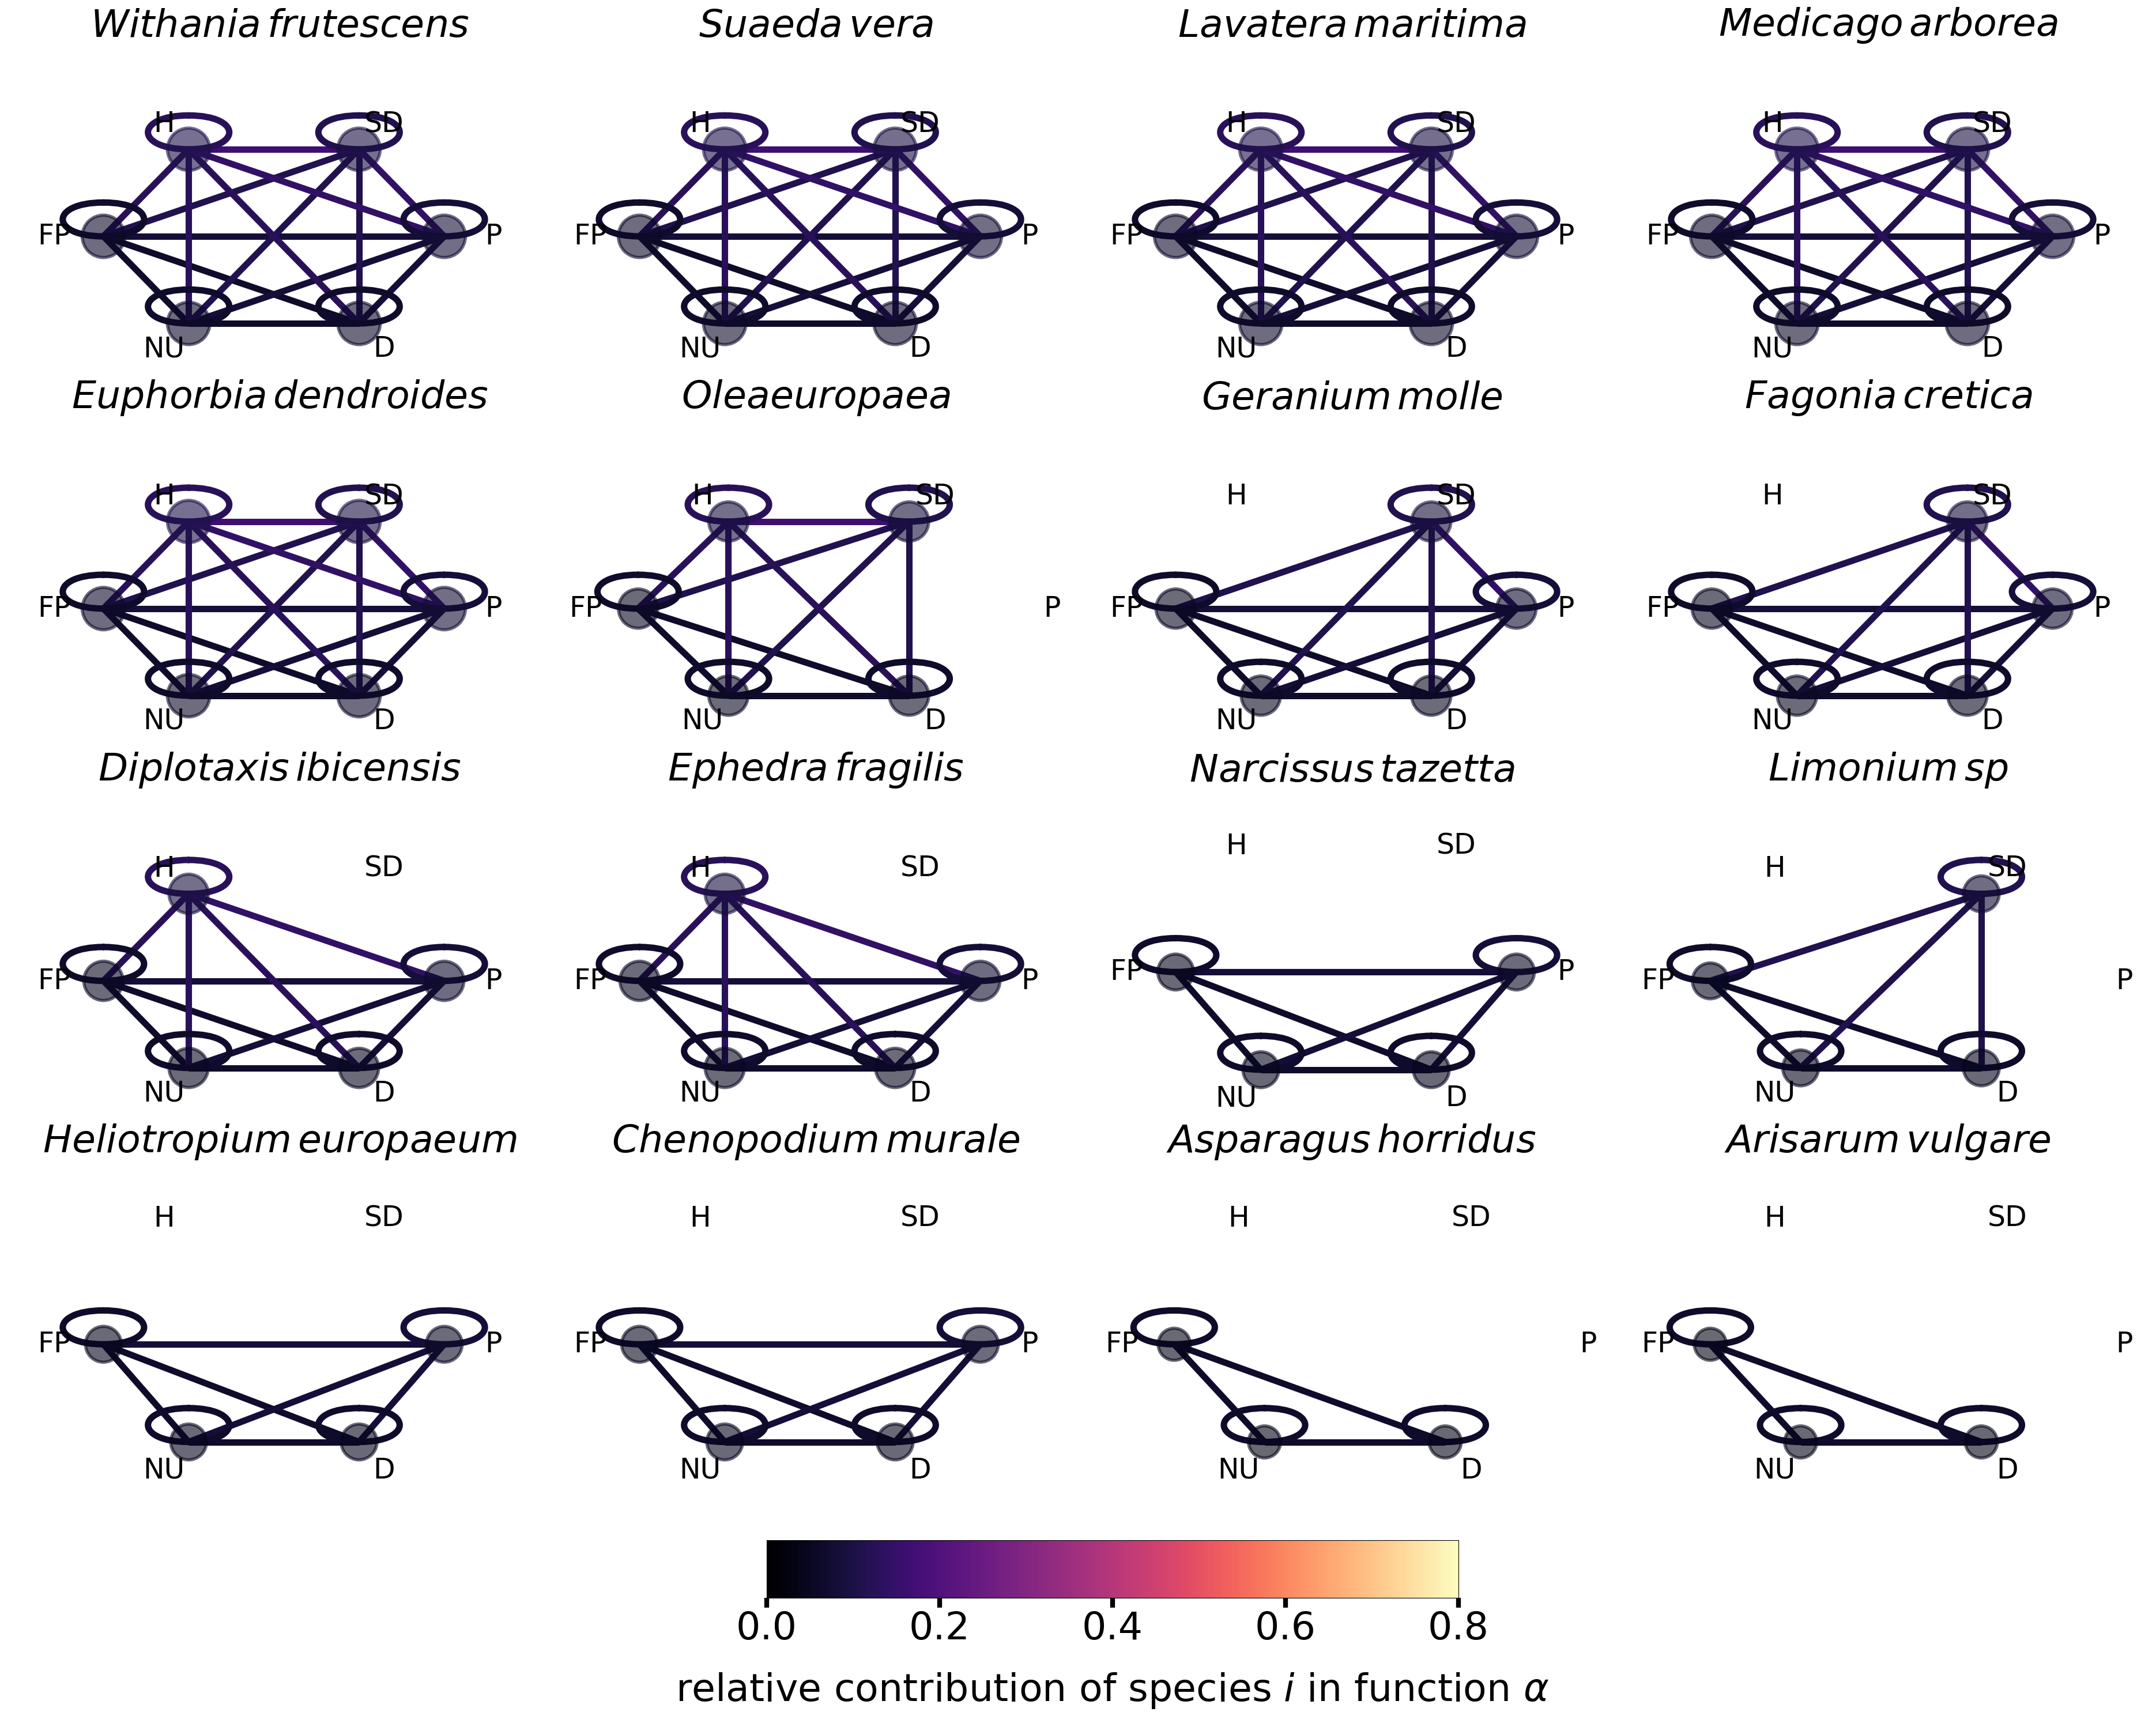 Withania frutescens
Suaeda vera
Lavatera maritima
Medicago arborea
H SD H SD H SD H SD
FP P FP P FP P FP P
NU D NU D NU D NU D
Euphorbia dendroides
Oleaeuropaea
Geranium molle
Fagonia cretica
H SD H SD H SD H SD
FP P FP P FP P FP P
NU D NU D NU D NU D
Diplotaxis ibicensis
Ephedra fragilis
Narcissus tazetta
Limonium sp
H SD H SD H SD H SD
FP P FP P FP P FP P
NU D NU D NU D NU D
Heliotropium europaeum
Chenopodium murale
Asparagus horridus
Arisarum vulgare
H SD H SD H SD H SD
FP P FP P FP P FP P
NU D NU D NU D NU D
0.0 0.2 0.4 0.6 0.8
relative contribution of species i in function α